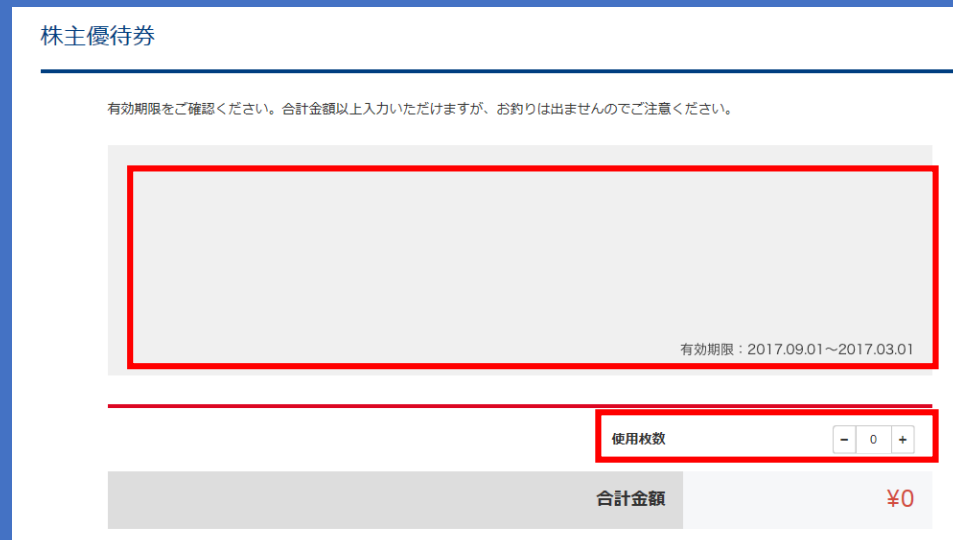 株主優待券
有効期限をご確認ください。合計金額以上入力いただけますが、お釣りは出ませんのでご注意ください。
有効期限：2017.09.01～2017.03.01
使用枚数 - 0 +
合計金額 ¥0